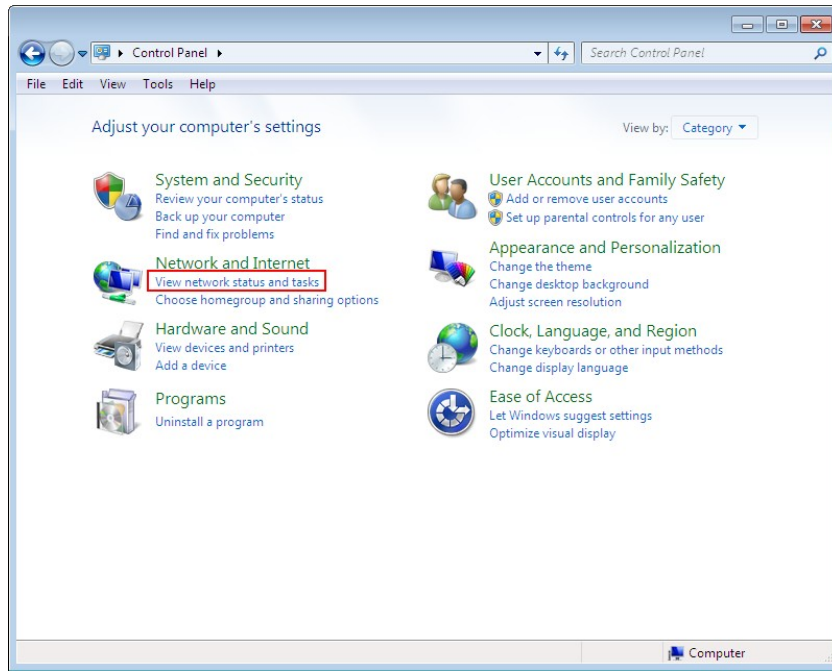 Control Panel
Search Control Panel
File Edit View Tools Help
Adjust your computer's settings
View by: Category
System and Security
Review your computer's status
Back up your computer
Find and fix problems
Network and Internet
View network status and tasks
Choose homegroup and sharing options
Hardware and Sound
View devices and printers
Add a device
Programs
Uninstall a program
User Accounts and Family Safety
Add or remove user accounts
Set up parental controls for any user
Appearance and Personalization
Change the theme
Change desktop background
Adjust screen resolution
Clock, Language, and Region
Change keyboards or other input methods
Change display language
Ease of Access
Let Windows suggest settings
Optimize visual display
Computer